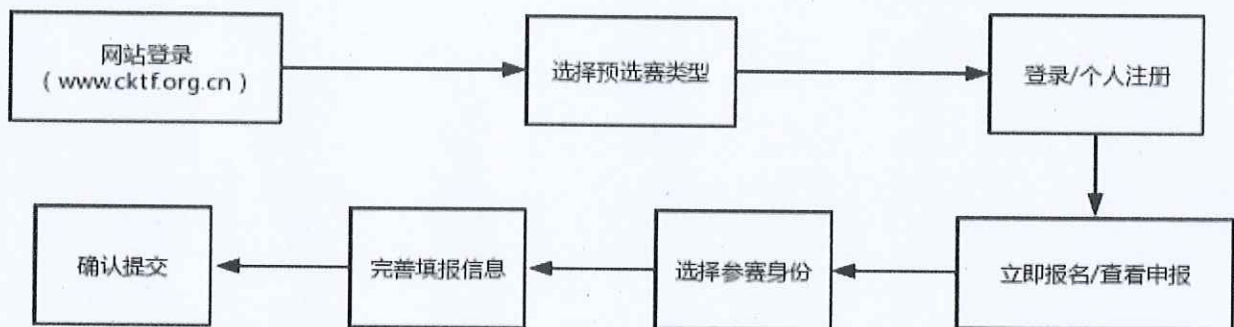 网站登录
（www.cktf.org.cn）
选择预选赛类型
登录/个人注册
立即报名/查看申报
选择参赛身份
完善填报信息
确认提交